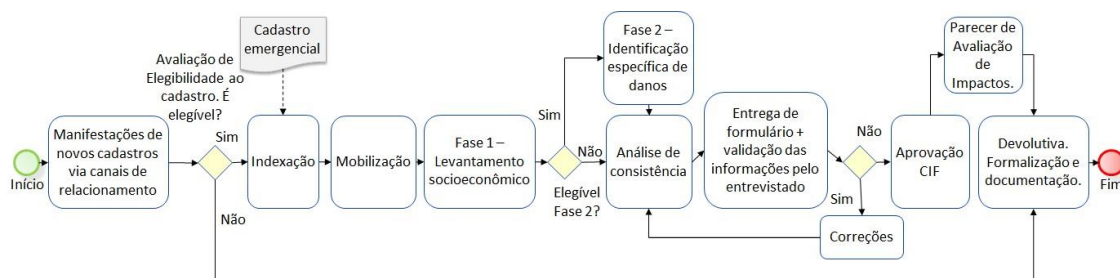 Cadastro
emergencial
Avaliação de
Elegibilidade ao
cadastro. É
elegível?
Início
Manifestações de
novos cadastros
via canais de
relacionamento
Sim
Não
Indexação
Mobilização
Fase 1 –
Levantamento
socioeconômico
Sim
Não
Elegível
Fase 2?
Fase 2 –
Identificação
específica de
danos
Análise de
consistência
Entrega de
formulário +
validação das
informações pelo
entrevistado
Não
Sim
Correções
Aprovação
CIF
Parecer de
Avaliação
de
Impactos.
Devolutiva.
Formalização e
documentação.
Fim